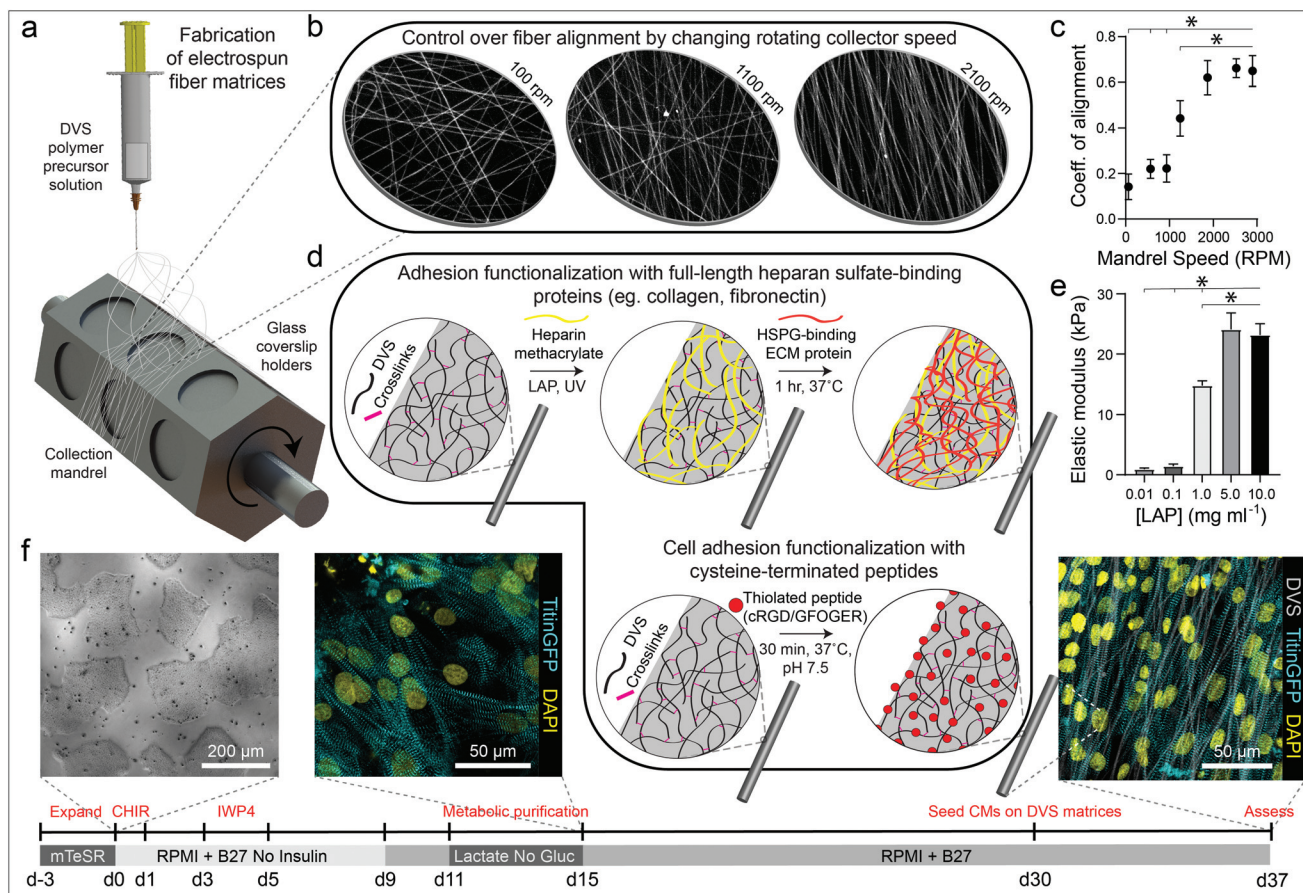 a
Fabrication
of electrospun
fiber matrices
DVS
polymer
precursor
solution
Glass
coverslip
holders
Collection
mandrel
b
Control over fiber alignment by changing rotating collector speed
100 rpm
1100 rpm
2100 rpm
c
*
*
Coeff. of alignment
0.8
0.6
0.4
0.2
0.0
0
1000
2000
3000
Mandrel Speed (RPM)
d
Adhesion functionalization with full-length heparan sulfate-binding
proteins (eg. collagen, fibronectin)
DVS
Crosslinks
Heparin
methacrylate
LAP, UV
HSPG-binding
ECM protein
1 hr, 37˚C
Cell adhesion functionalization with
cysteine-terminated peptides
DVS
Crosslinks
Thiolated peptide
(cRGD/GFOGER)
30 min, 37˚C,
pH 7.5
e
*
*
Elastic modulus (kPa)
30
20
10
0
0.01
0.1
1.0
5.0
10.0
[LAP] (mg ml⁻¹)
f
200 µm
TitinGFP DAPI
50 µm
DVS TitinGFP DAPI
50 µm
Expand
CHIR
IWP4
Metabolic purification
Seed CMs on DVS matrices
Assess
mTeSR
RPMI + B27 No Insulin
Lactate No Gluc
RPMI + B27
d-3
d0
d1
d3
d5
d9
d11
d15
d30
d37